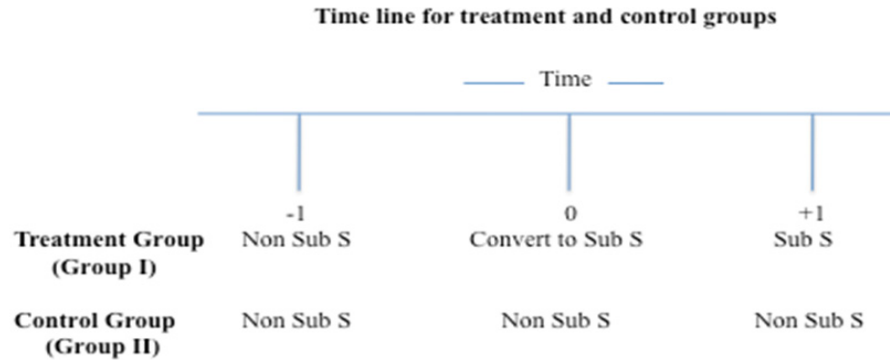 Time line for treatment and control groups
Time
-1 0 +1
Treatment Group Non Sub S Convert to Sub S Sub S
(Group I)
Control Group Non Sub S Non Sub S Non Sub S
(Group II)